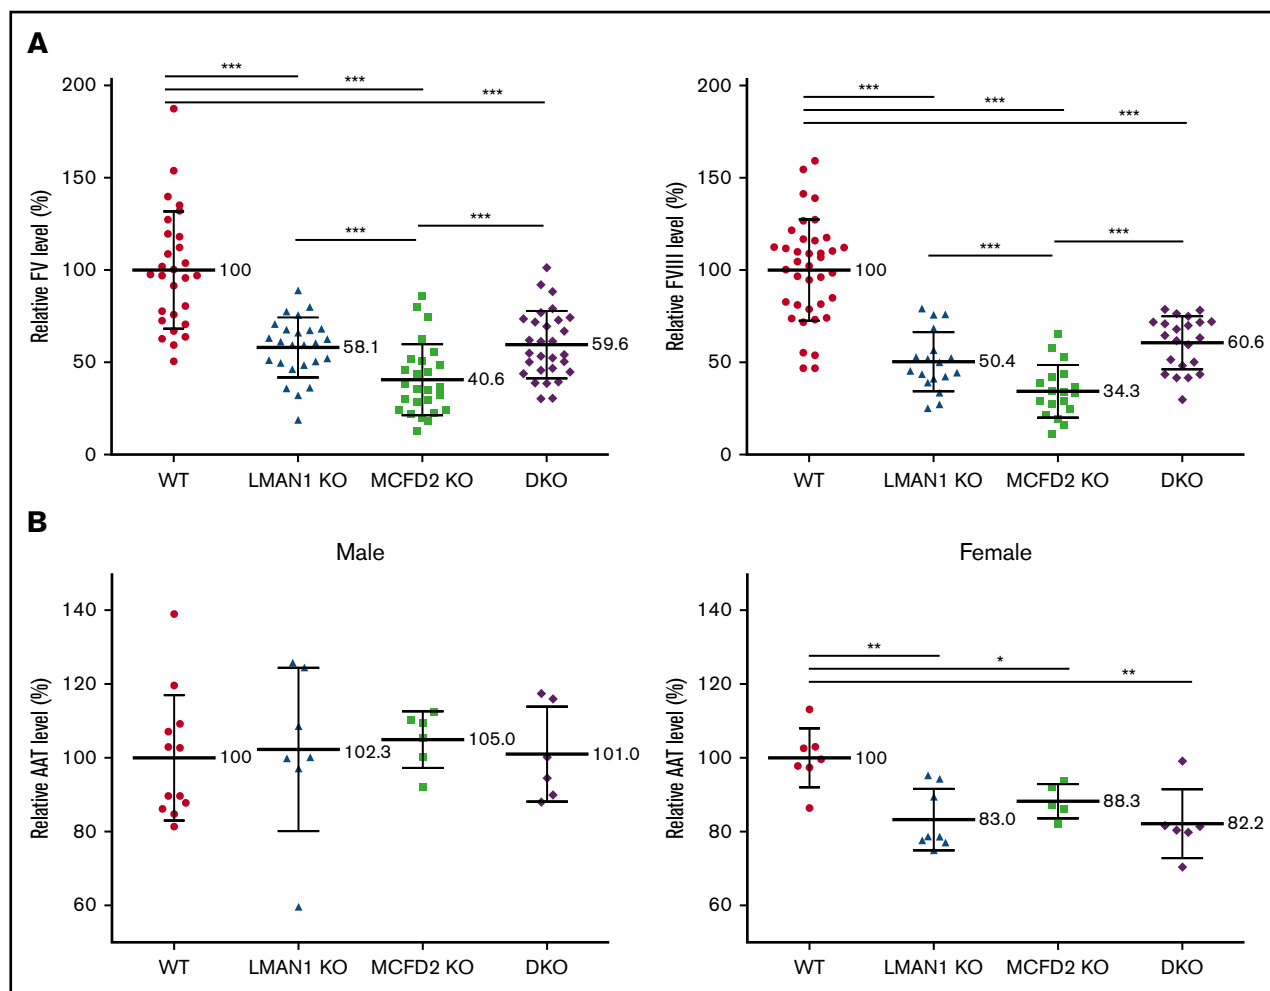 A
Relative FV level (%)
200
150
100
50
0
***
***
***
***
***
100
58.1
40.6
59.6
WT
LMAN1 KO
MCFD2 KO
DKO
Relative FVIII level (%)
200
150
100
50
0
***
***
***
***
***
100
50.4
34.3
60.6
WT
LMAN1 KO
MCFD2 KO
DKO
B
Male
Relative AAT level (%)
140
120
100
80
60
100
102.3
105.0
101.0
WT
LMAN1 KO
MCFD2 KO
DKO
Female
Relative AAT level (%)
140
120
100
80
60
**
*
**
100
83.0
88.3
82.2
WT
LMAN1 KO
MCFD2 KO
DKO